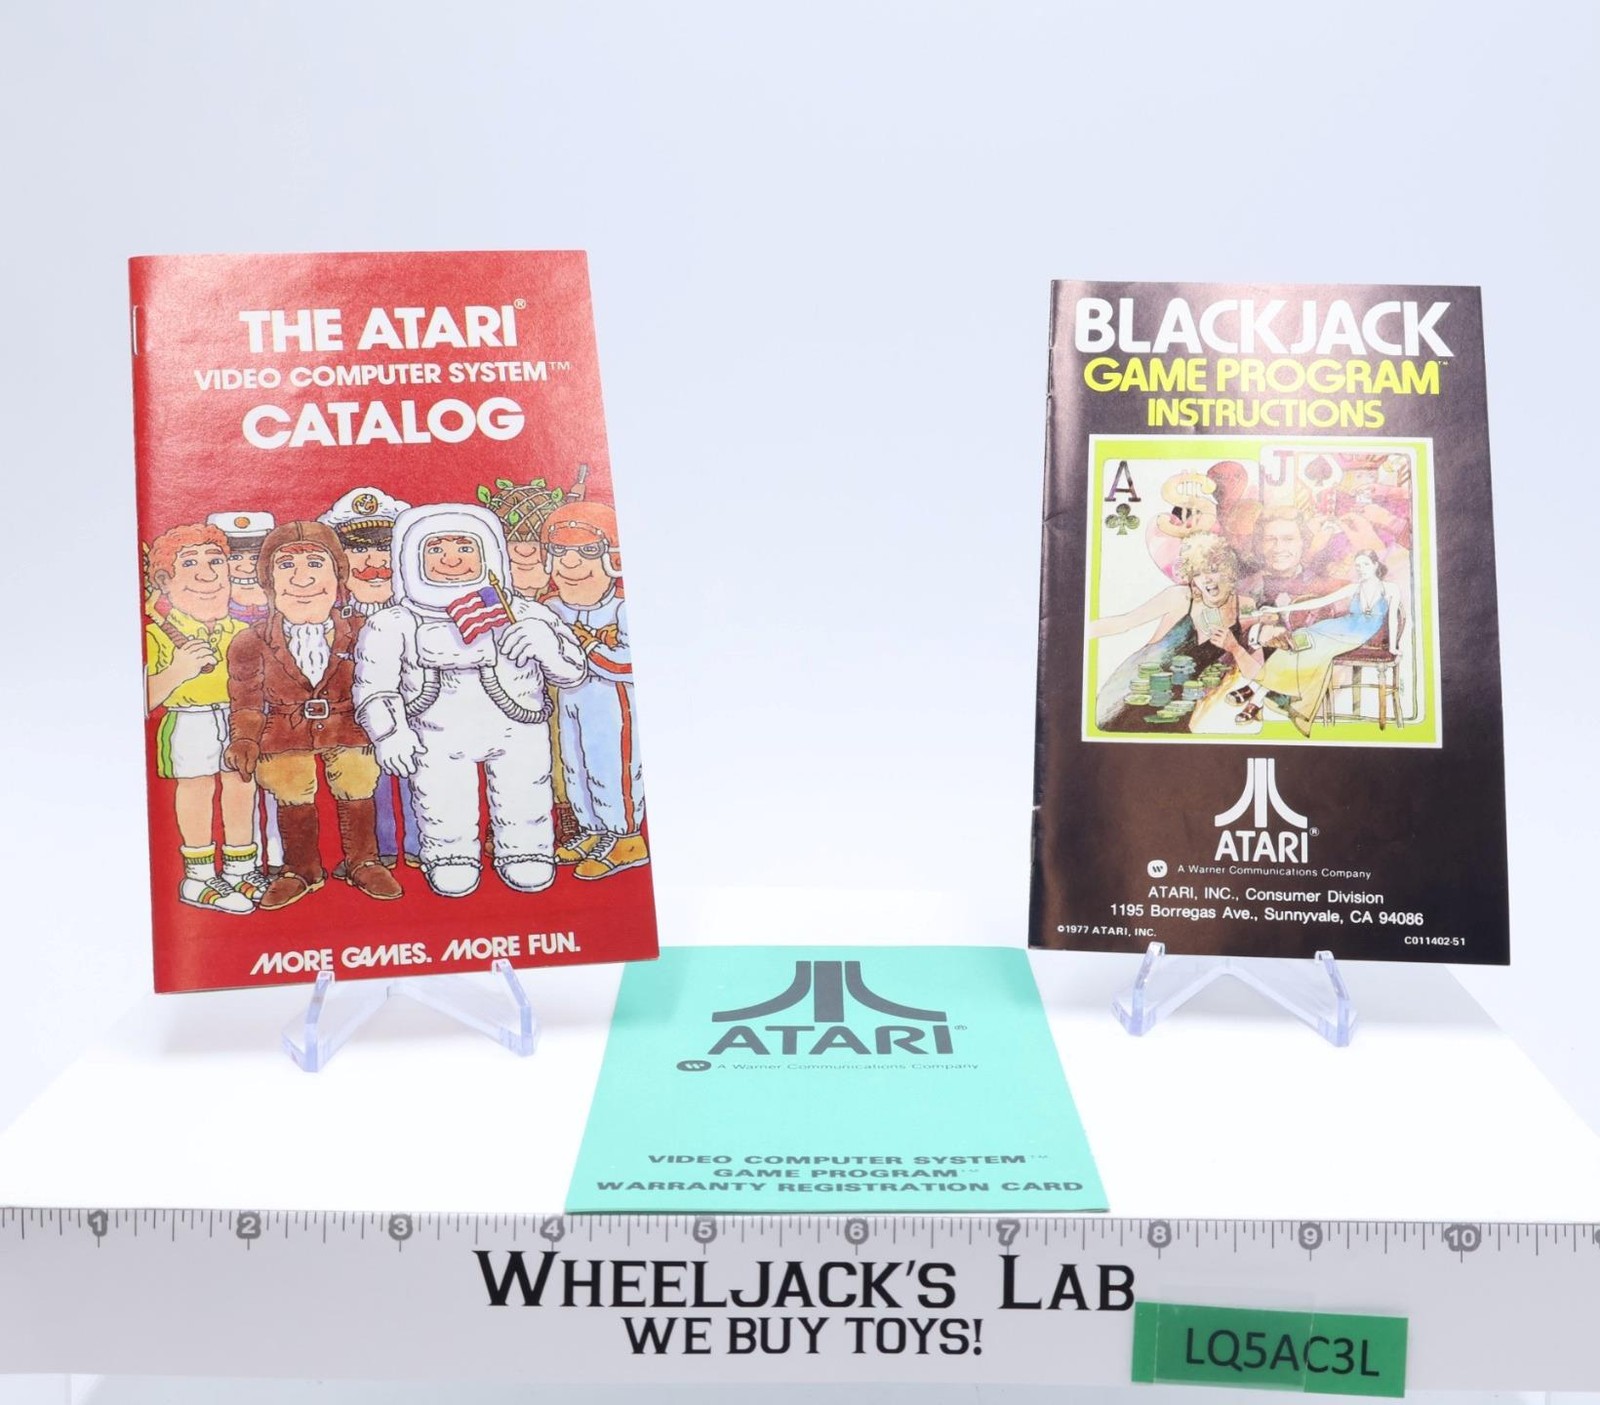 THE ATARI®
VIDEO COMPUTER SYSTEM™
CATALOG
MORE GAMES. MORE FUN.
BLACKJACK
GAME PROGRAM™
INSTRUCTIONS
A
J
ATARI®
A Warner Communications Company
ATARI, INC., Consumer Division
1195 Borregas Ave., Sunnyvale, CA 94086
©1977 ATARI, INC.
C011402-51
ATARI®
A Warner Communications Company
VIDEO COMPUTER SYSTEM™
GAME PROGRAM™
WARRANTY REGISTRATION CARD
1 2 3 4 5 6 7 8 9 10
WHEELJACK'S LAB
WE BUY TOYS!
LQ5AC3L